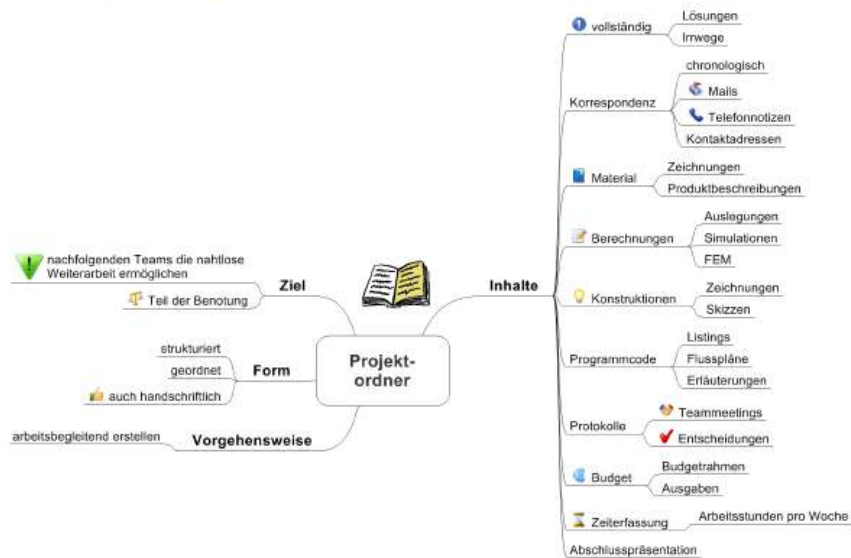 Projekt-
ordner
Ziel
nachfolgenden Teams die nahtlose
Weiterarbeit ermöglichen
Teil der Benotung
Form
strukturiert
geordnet
auch handschriftlich
Vorgehensweise
arbeitsbegleitend erstellen
Inhalte
vollständig
Lösungen
Irrwege
Korrespondenz
chronologisch
Mails
Telefonnotizen
Kontaktadressen
Material
Zeichnungen
Produktbeschreibungen
Berechnungen
Auslegungen
Simulationen
FEM
Konstruktionen
Zeichnungen
Skizzen
Programmcode
Listings
Flusspläne
Erläuterungen
Protokolle
Teammeetings
Entscheidungen
Budget
Budgetrahmen
Ausgaben
Zeiterfassung
Arbeitsstunden pro Woche
Abschlusspräsentation